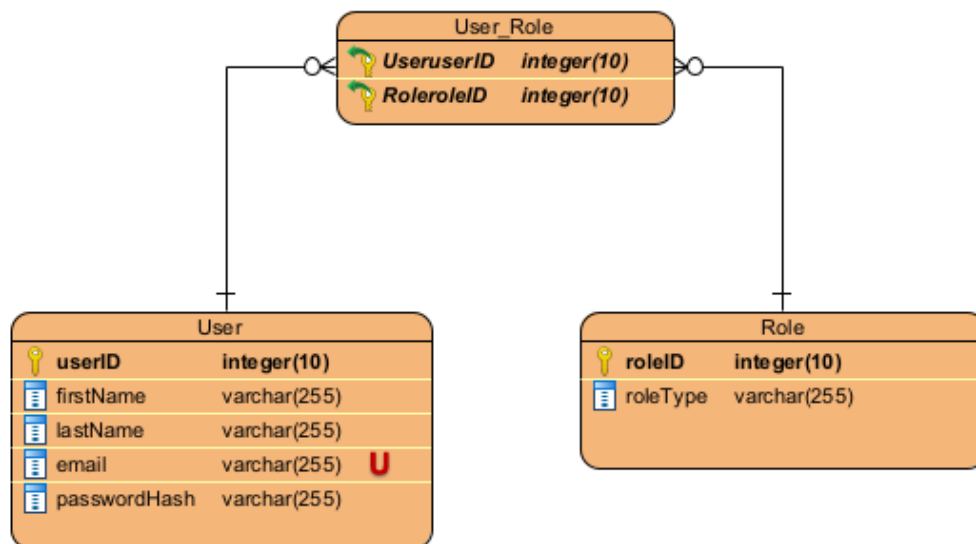 User_Role
UseruserID integer(10)
RoleroleID integer(10)
User
userID integer(10)
firstName varchar(255)
lastName varchar(255)
email varchar(255) U
passwordHash varchar(255)
Role
roleID integer(10)
roleType varchar(255)